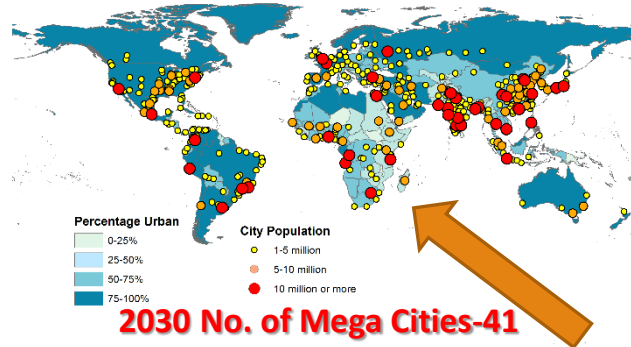 Percentage Urban
0-25%
25-50%
50-75%
75-100%
City Population
1-5 million
5-10 million
10 million or more
2030 No. of Mega Cities-41